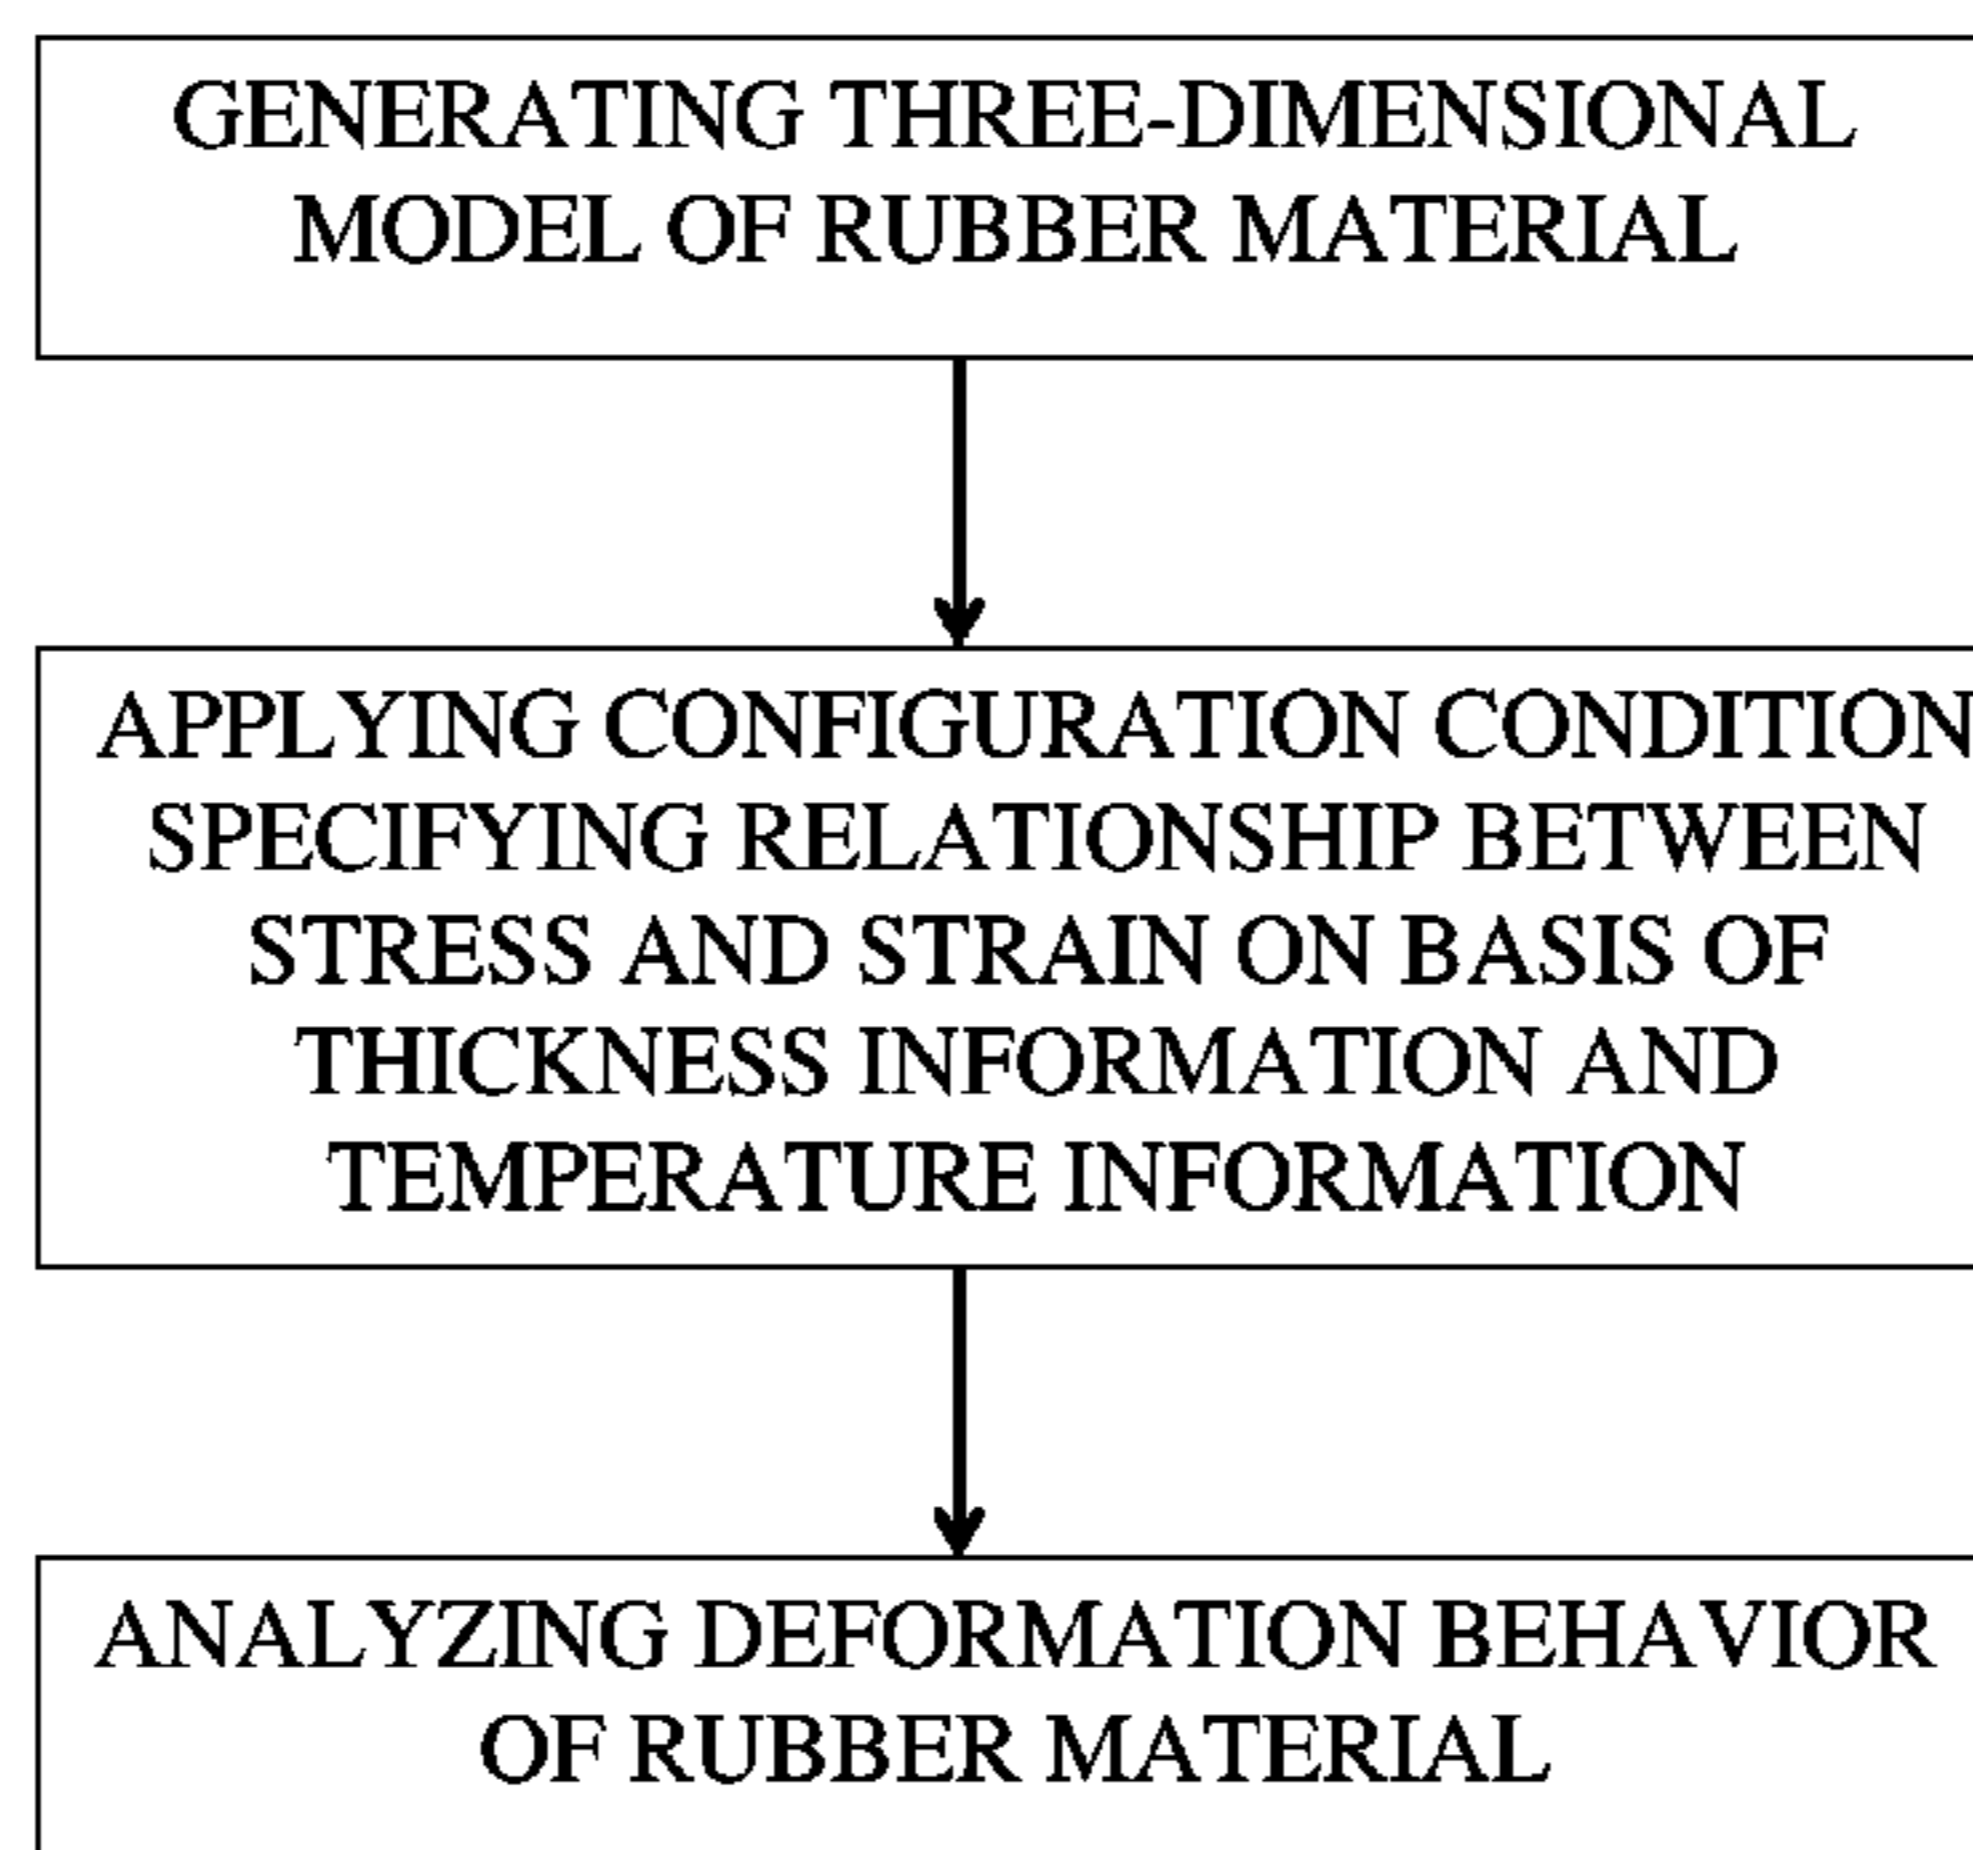 GENERATING THREE-DIMENSIONAL
MODEL OF RUBBER MATERIAL
APPLYING CONFIGURATION CONDITION
SPECIFYING RELATIONSHIP BETWEEN
STRESS AND STRAIN ON BASIS OF
THICKNESS INFORMATION AND
TEMPERATURE INFORMATION
ANALYZING DEFORMATION BEHAVIOR
OF RUBBER MATERIAL